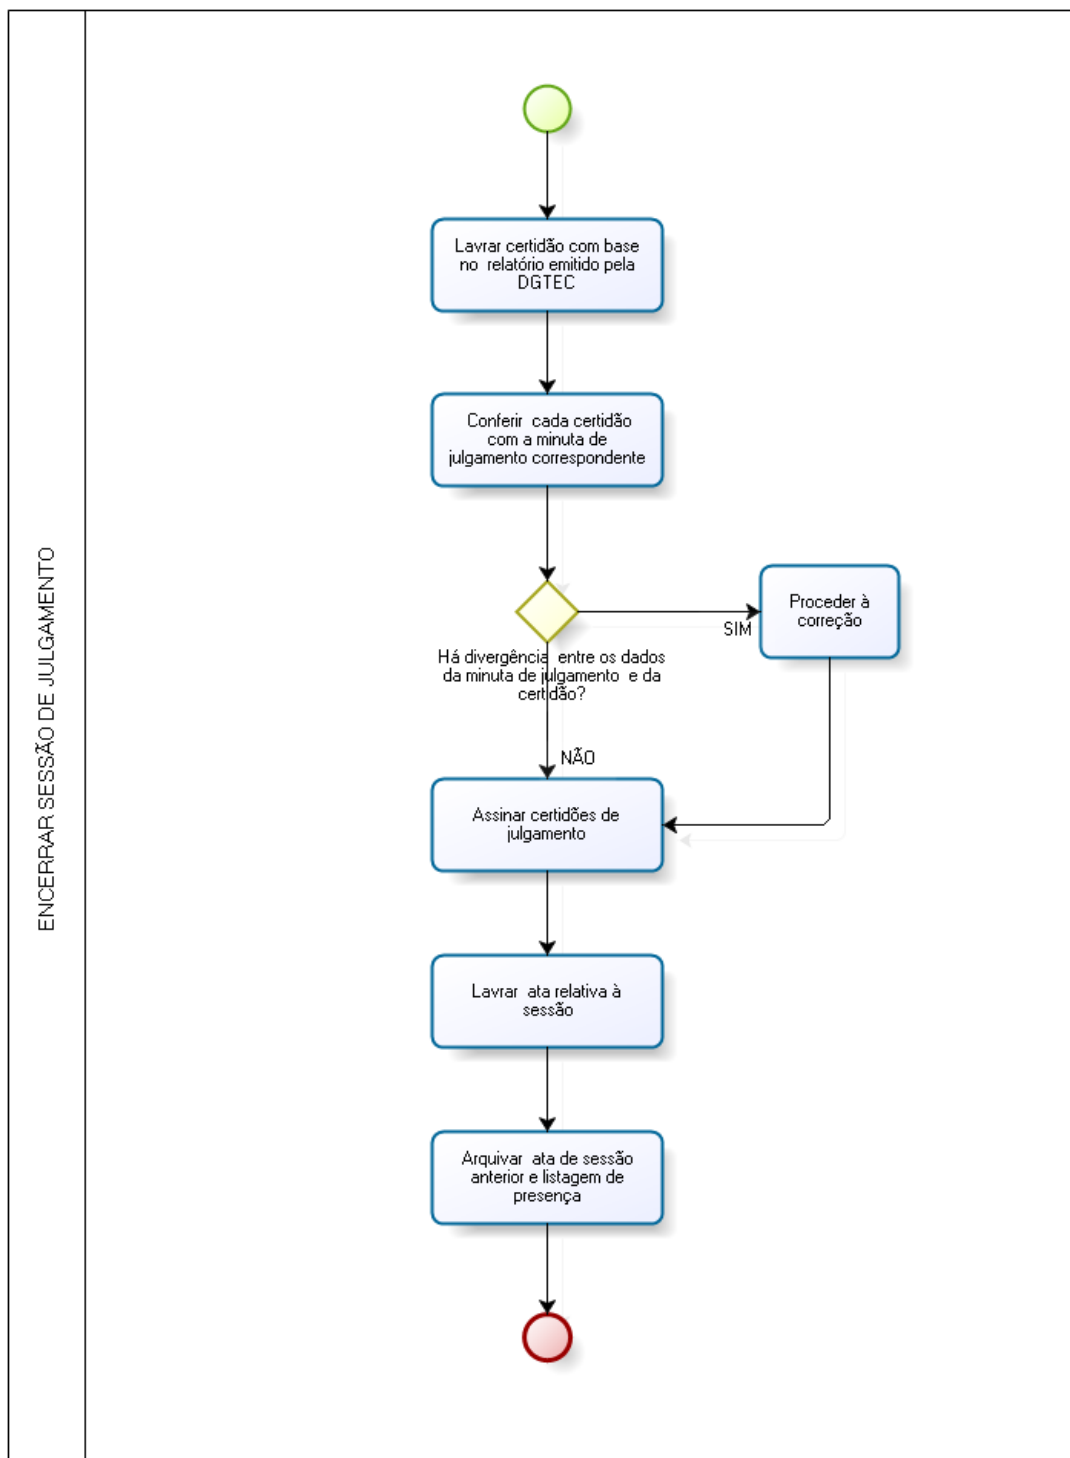 ENCERRAR SESSÃO DE JULGAMENTO
Lavrar certidão com base
no relatório emitido pela
DGTEC
Conferir cada certidão
com a minuta de
julgamento correspondente
Há divergência entre os dados
da minuta de julgamento e da
certidão?
SIM
Proceder à
correção
NÃO
Assinar certidões de
julgamento
Lavrar ata relativa à
sessão
Arquivar ata de sessão
anterior e listagem de
presença